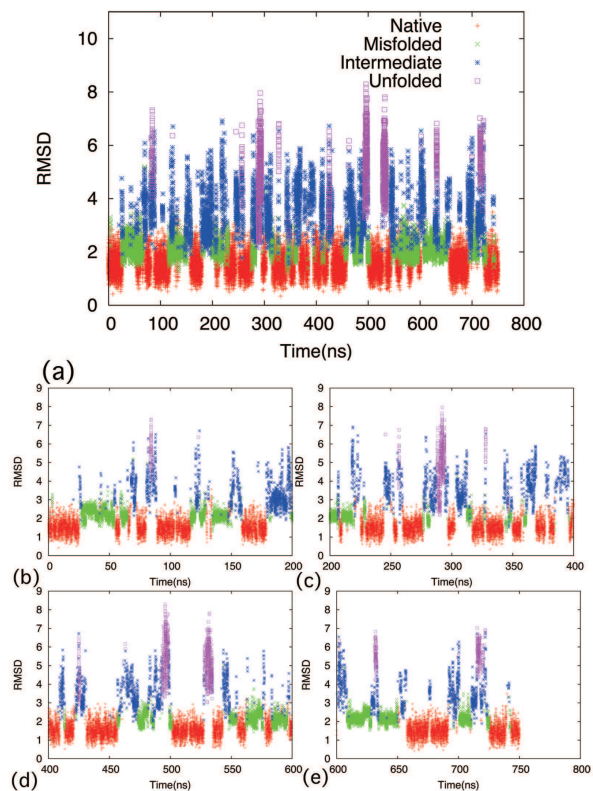 Native
Misfolded
Intermediate
Unfolded
RMSD
10
8
6
4
2
0
0 100 200 300 400 500 600 700 800
Time(ns)
(a)
RMSD
9
8
7
6
5
4
3
2
1
0
0 50 100 150 200
Time(ns)
(b)
RMSD
9
8
7
6
5
4
3
2
1
0
200 250 300 350 400
Time(ns)
(c)
RMSD
9
8
7
6
5
4
3
2
1
0
400 450 500 550 600
Time(ns)
(d)
RMSD
9
8
7
6
5
4
3
2
1
0
600 650 700 750 800
Time(ns)
(e)